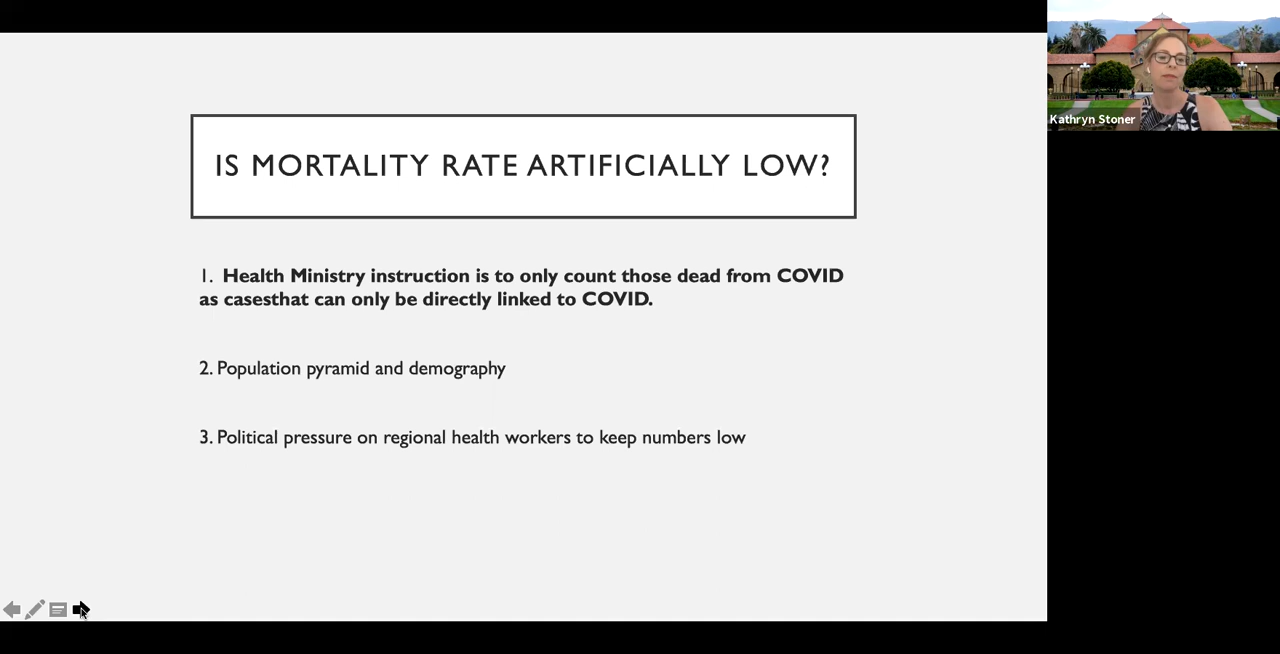 IS MORTALITY RATE ARTIFICIALLY LOW?
1. Health Ministry instruction is to only count those dead from COVID
as casesthat can only be directly linked to COVID.
2. Population pyramid and demography
3. Political pressure on regional health workers to keep numbers low
Kathryn Stoner